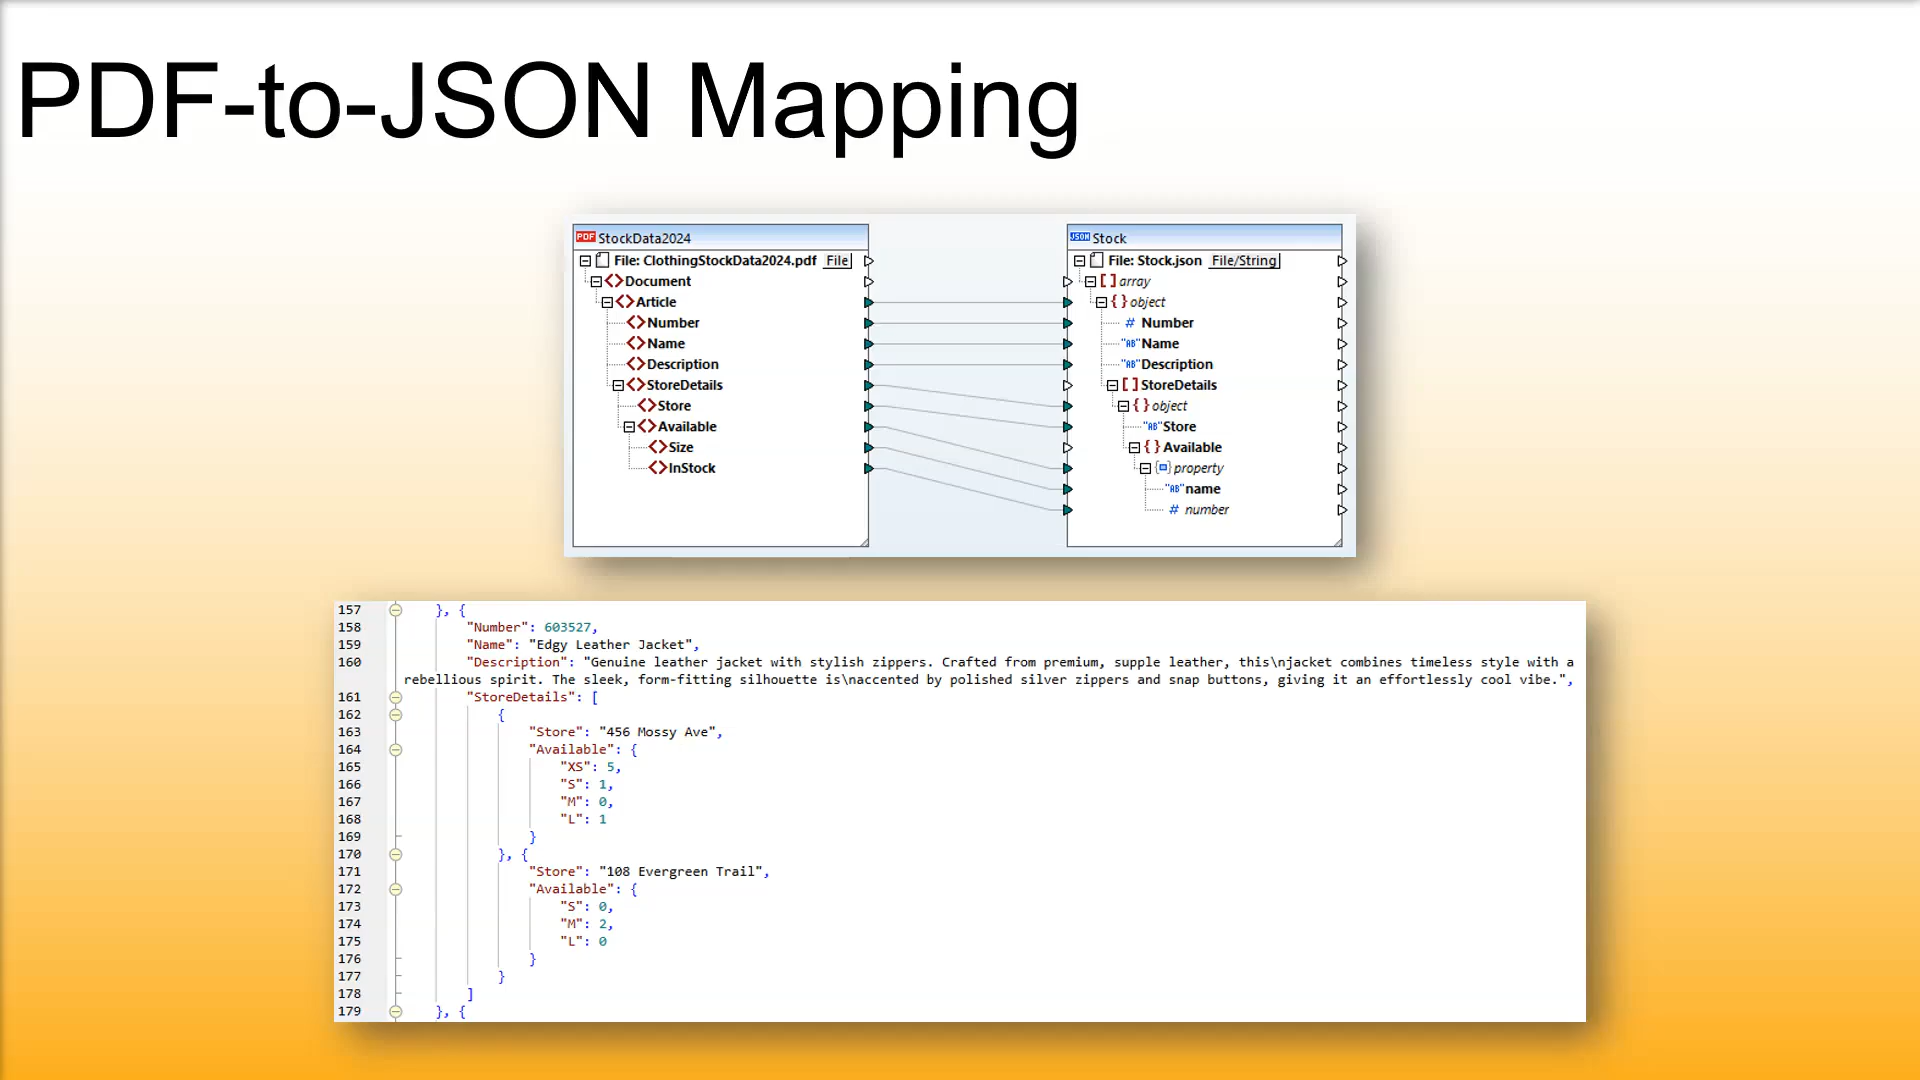 PDF-to-JSON Mapping
PDF StockData2024
File: ClothingStockData2024.pdf File
Document
Article
Number
Name
Description
StoreDetails
Store
Available
Size
InStock
JSON Stock
File: Stock.json File/String
[ ] array
{ } object
# Number
"AB" Name
"AB" Description
[ ] StoreDetails
{ } object
"AB" Store
{ } Available
property
"AB" name
# number
157 }, {
158 "Number": 603527,
159 "Name": "Edgy Leather Jacket",
160 "Description": "Genuine leather jacket with stylish zippers. Crafted from premium, supple leather, this\njacket combines timeless style with a
rebellious spirit. The sleek, form-fitting silhouette is\naccented by polished silver zippers and snap buttons, giving it an effortlessly cool vibe.",
161 "StoreDetails": [
162 {
163 "Store": "456 Mossy Ave",
164 "Available": {
165 "XS": 5,
166 "S": 1,
167 "M": 0,
168 "L": 1
169 }
170 }, {
171 "Store": "108 Evergreen Trail",
172 "Available": {
173 "S": 0,
174 "M": 2,
175 "L": 0
176 }
177 }
178 ]
179 }, {